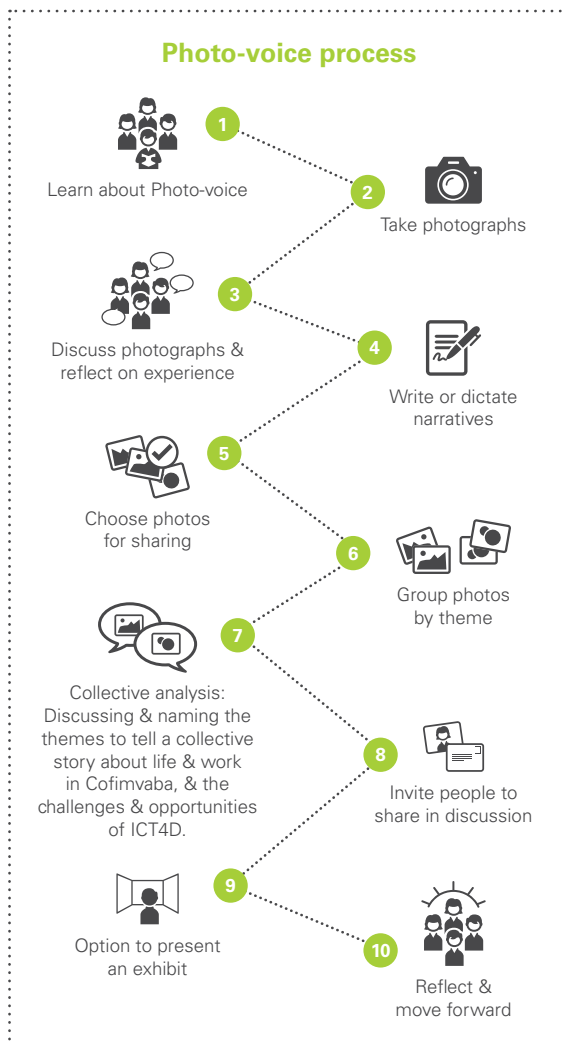 Photo-voice process
1
Learn about Photo-voice
2
Take photographs
3
Discuss photographs &
reflect on experience
4
Write or dictate
narratives
5
Choose photos
for sharing
6
Group photos
by theme
7
Collective analysis:
Discussing & naming the
themes to tell a collective
story about life & work
in Cofimvaba, & the
challenges & opportunities
of ICT4D.
8
Invite people to
share in discussion
9
Option to present
an exhibit
10
Reflect &
move forward